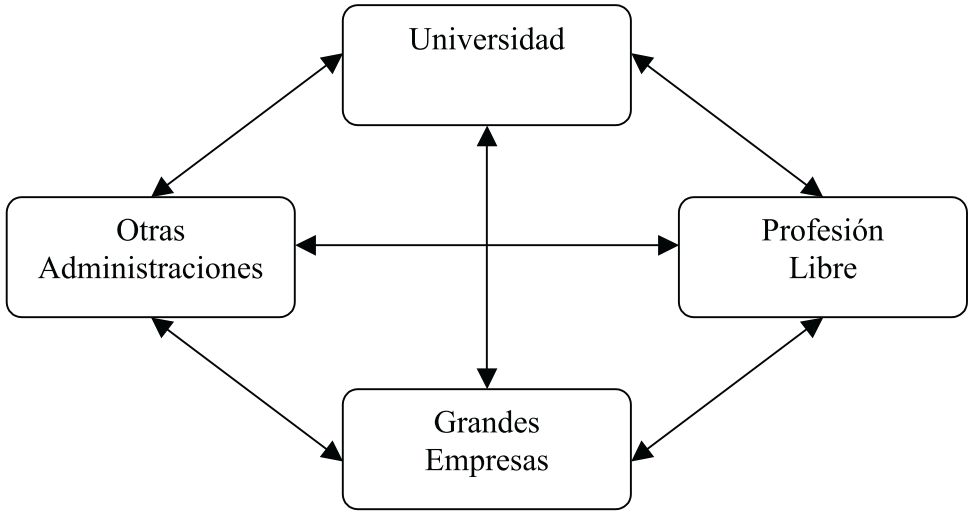 Universidad
Otras
Administraciones
Profesión
Libre
Grandes
Empresas